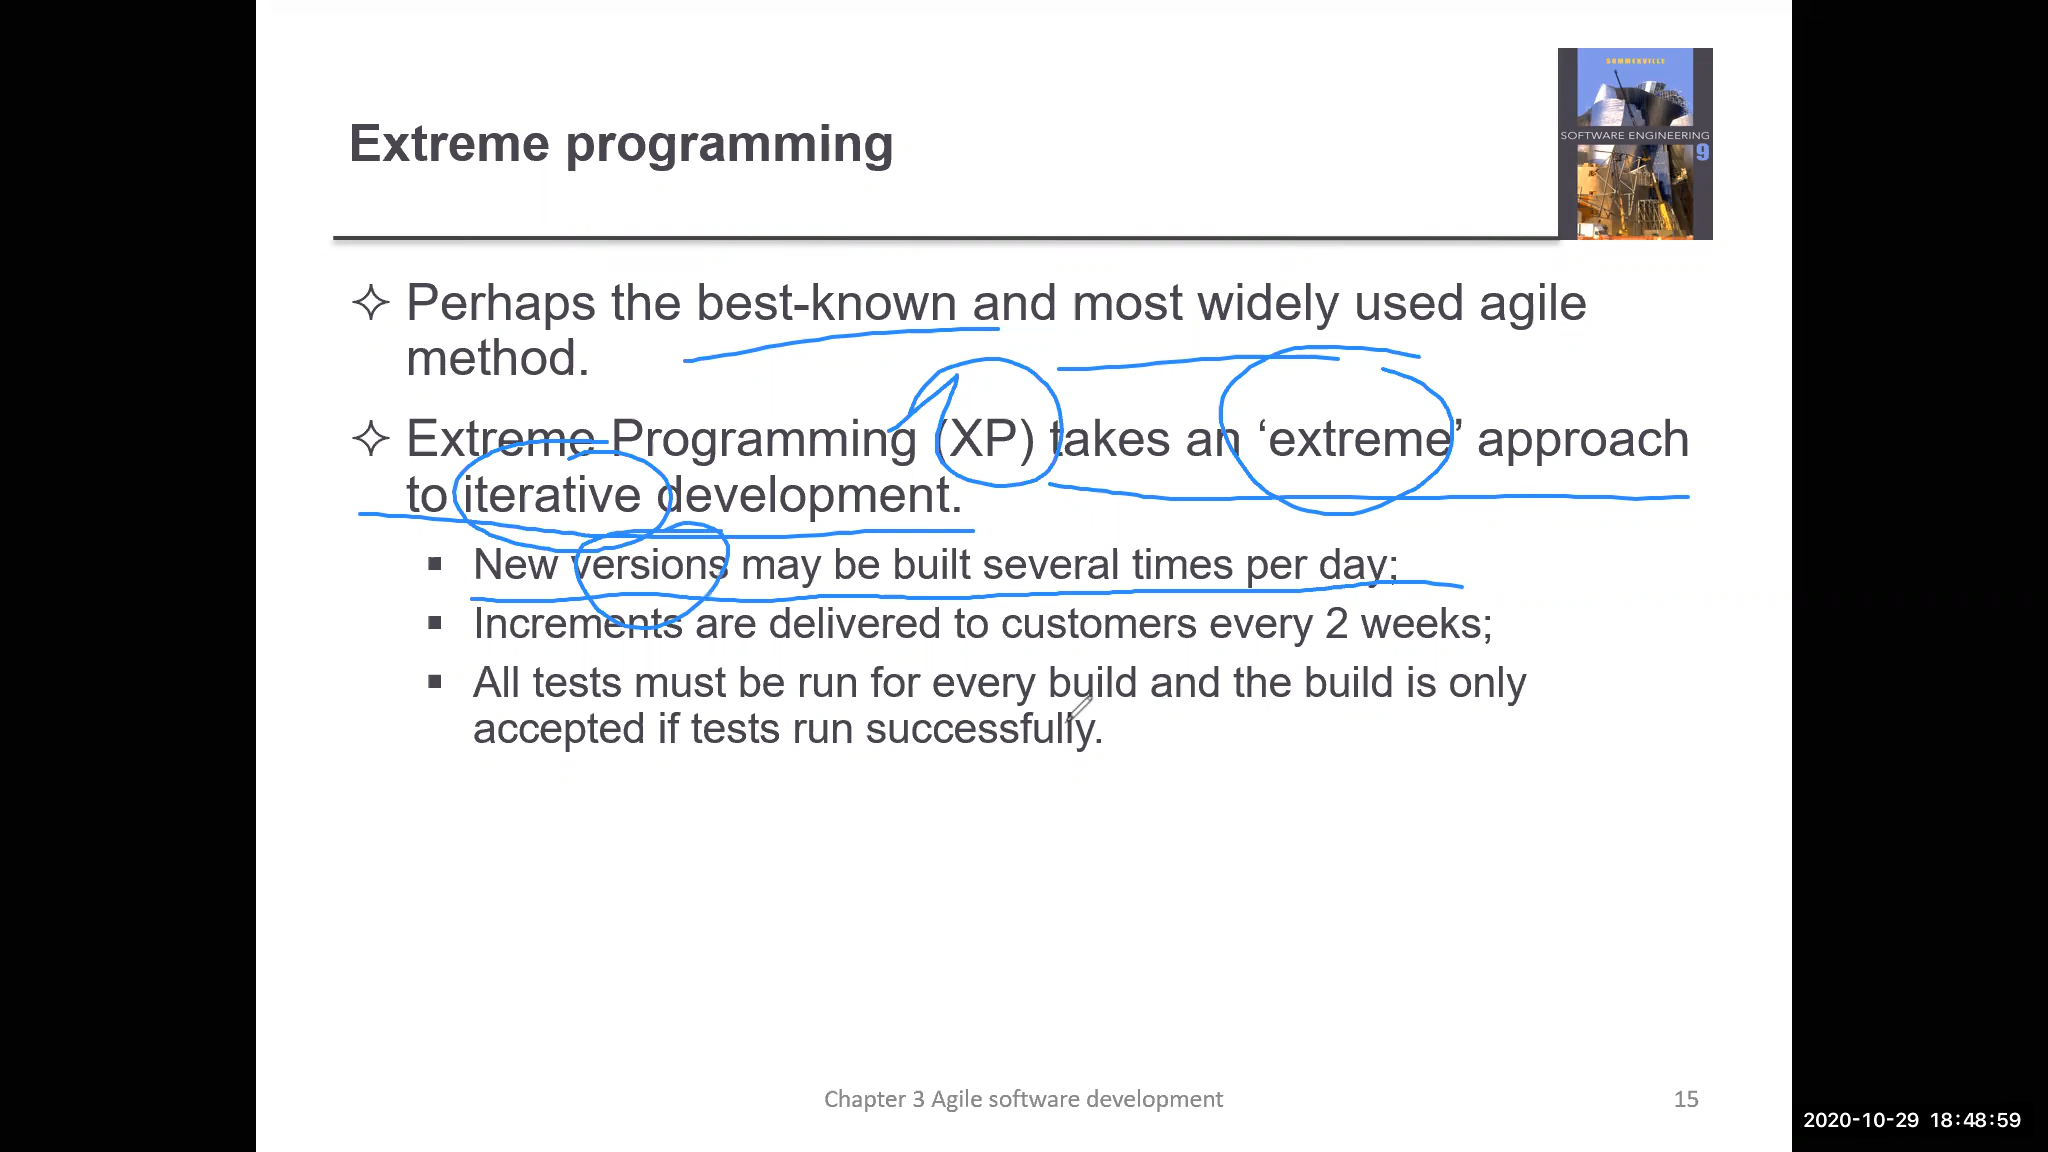 SOMMERVILLE
SOFTWARE ENGINEERING
9
Extreme programming
✧ Perhaps the best-known and most widely used agile
method.
✧ Extreme Programming (XP) takes an ‘extreme’ approach
to iterative development.
▪ New versions may be built several times per day;
▪ Increments are delivered to customers every 2 weeks;
▪ All tests must be run for every build and the build is only
accepted if tests run successfully.
Chapter 3 Agile software development
15
2020-10-29 18:48:59